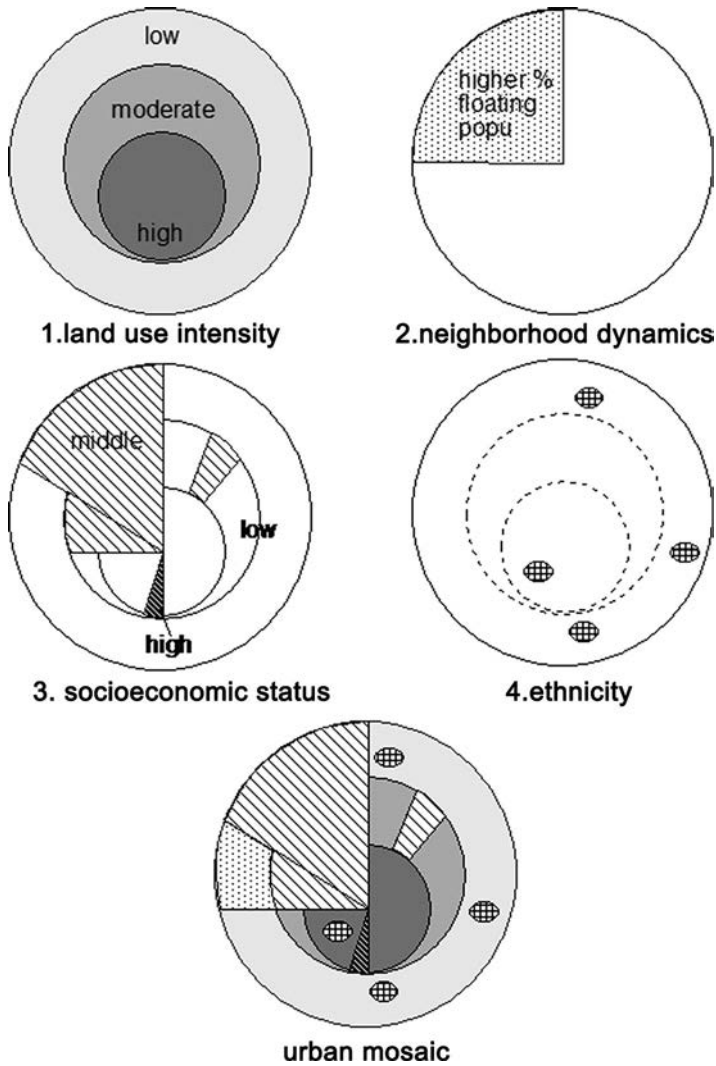 low
moderate
high
1.land use intensity
higher %
floating
popu
2.neighborhood dynamics
middle
low
high
3. socioeconomic status
4.ethnicity
urban mosaic